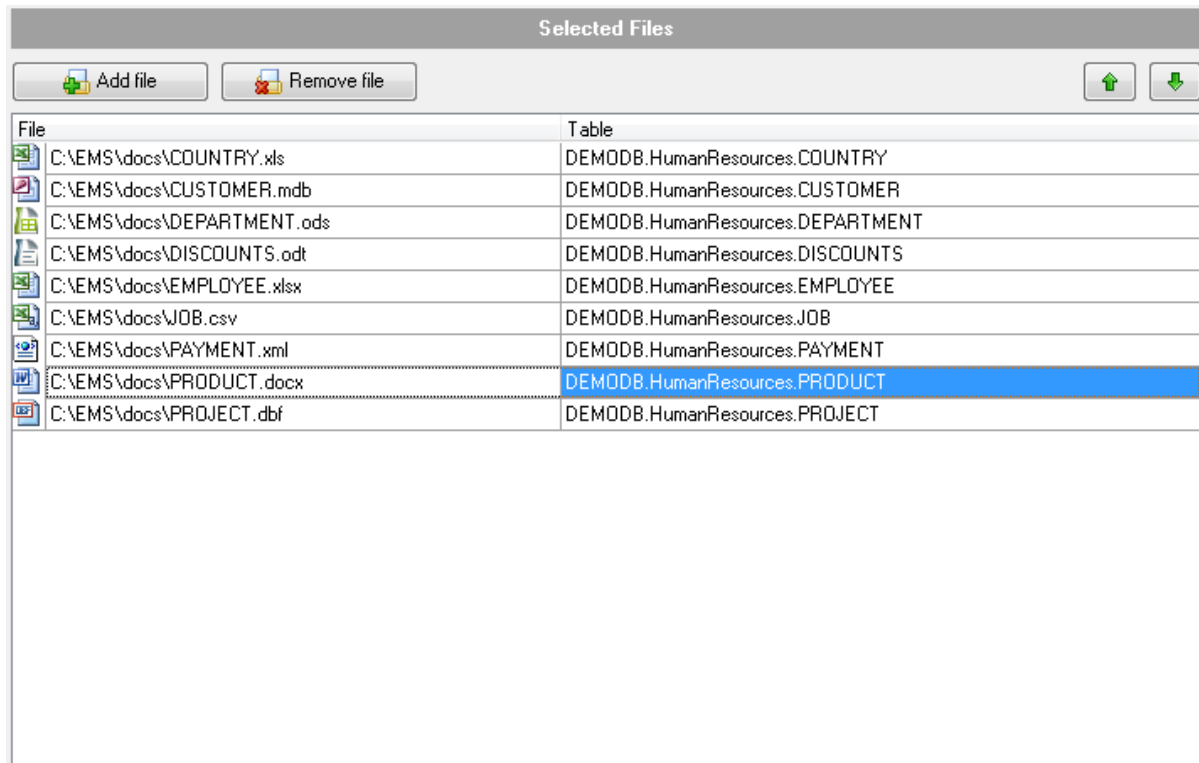 Selected Files
Add file Remove file
File Table
C:\EMS\docs\COUNTRY.xls DEMODB.HumanResources.COUNTRY
C:\EMS\docs\CUSTOMER.mdb DEMODB.HumanResources.CUSTOMER
C:\EMS\docs\DEPARTMENT.ods DEMODB.HumanResources.DEPARTMENT
C:\EMS\docs\DISCOUNTS.odt DEMODB.HumanResources.DISCOUNTS
C:\EMS\docs\EMPLOYEE.xlsx DEMODB.HumanResources.EMPLOYEE
C:\EMS\docs\JOB.csv DEMODB.HumanResources.JOB
C:\EMS\docs\PAYMENT.xml DEMODB.HumanResources.PAYMENT
C:\EMS\docs\PRODUCT.docx DEMODB.HumanResources.PRODUCT
C:\EMS\docs\PROJECT.dbf DEMODB.HumanResources.PROJECT